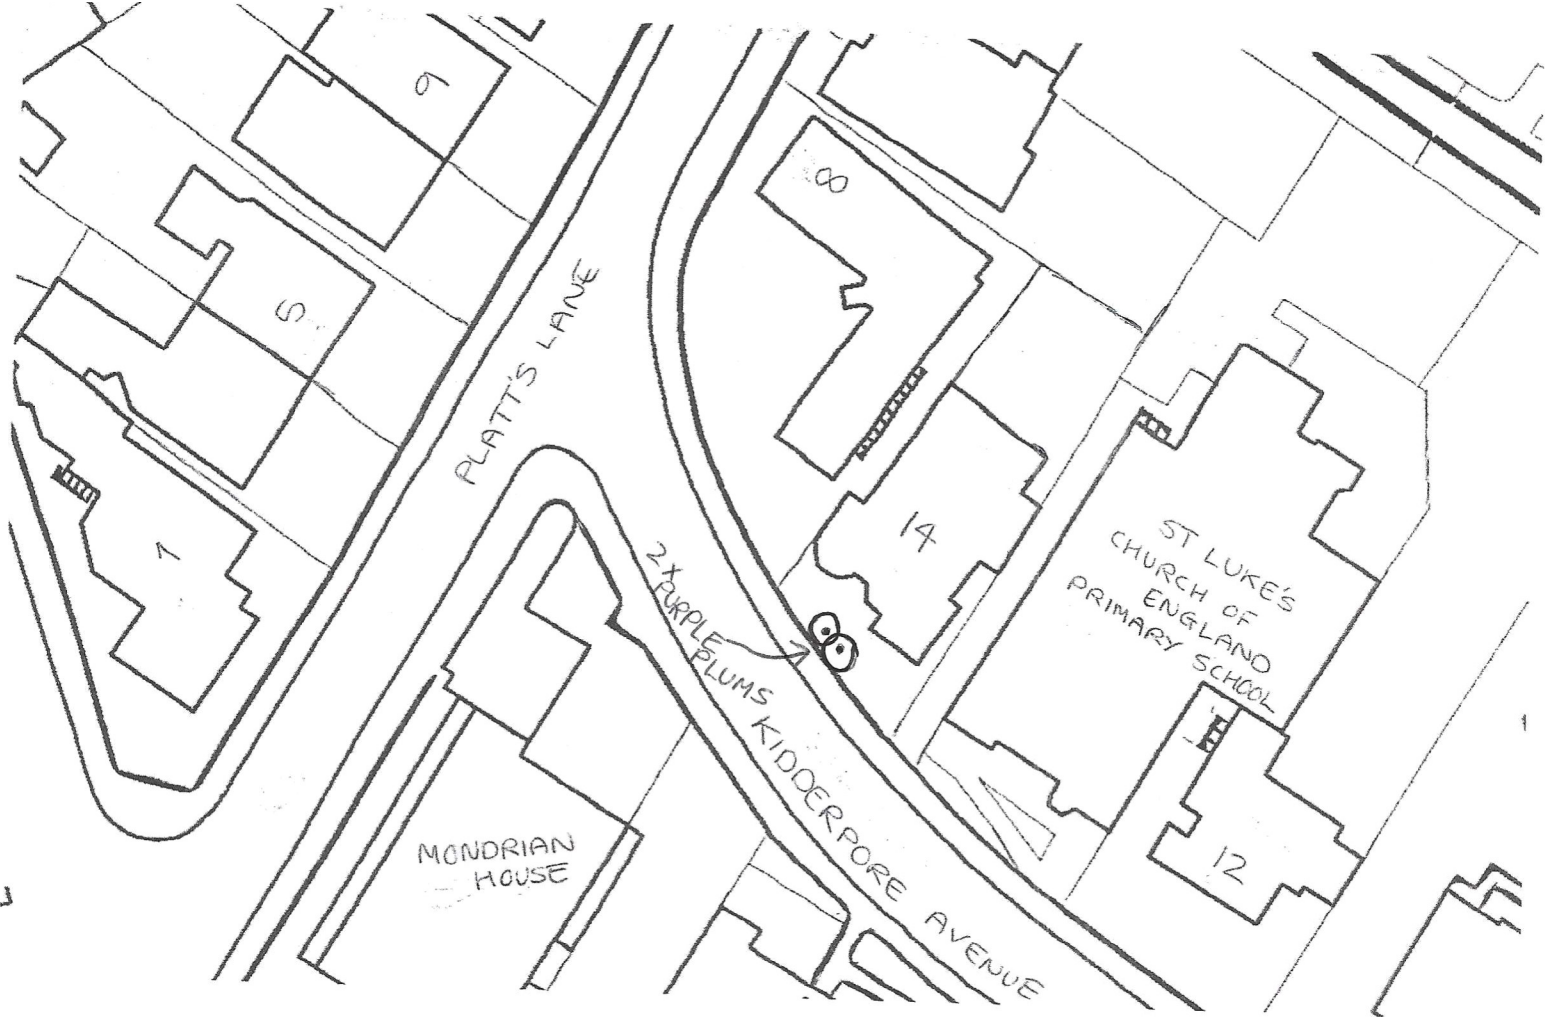 9
8
5
PLATT'S LANE
14
7
2X
PURPLE
PLUMS
ST LUKE'S
CHURCH OF
ENGLAND
PRIMARY SCHOOL
KIDDERPORE AVENUE
MONDRIAN
HOUSE
12